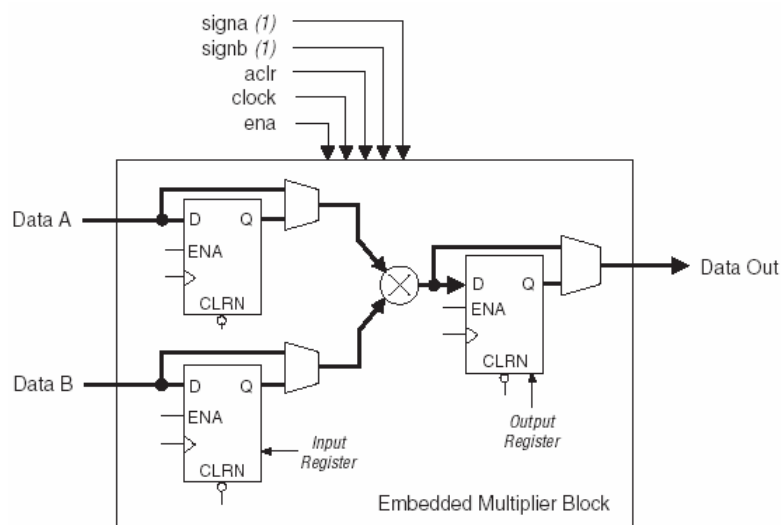 signa (1)
signb (1)
aclr
clock
ena
Data A
D Q
ENA
CLRN
Data B
D Q
ENA
CLRN
Input
Register
D Q
ENA
CLRN
Output
Register
Data Out
Embedded Multiplier Block